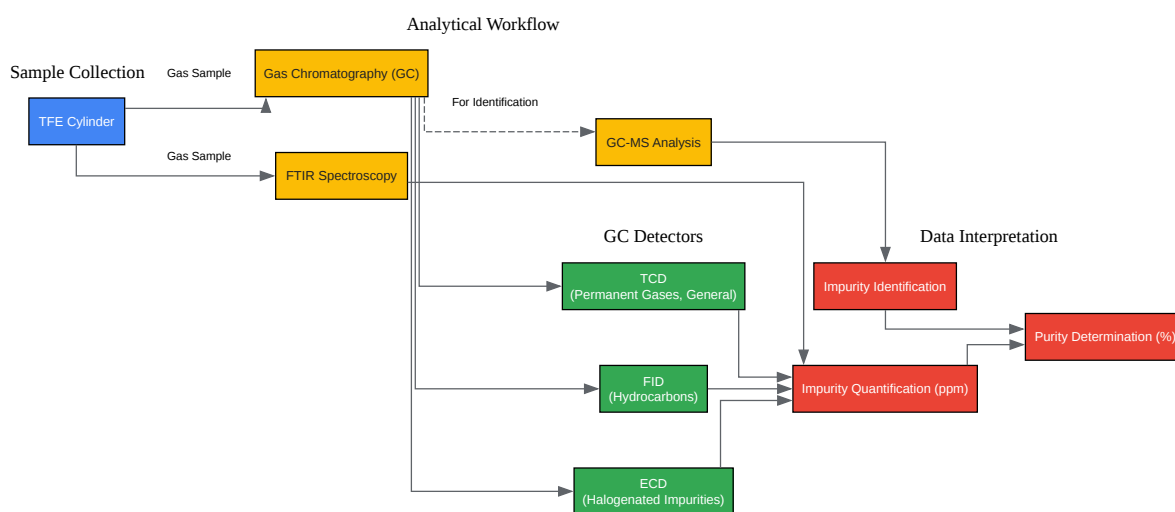 Analytical Workflow
Sample Collection
Gas Sample
Gas Chromatography (GC)
TFE Cylinder
For Identification
GC-MS Analysis
Gas Sample
FTIR Spectroscopy
GC Detectors
Data Interpretation
TCD
(Permanent Gases, General)
Impurity Identification
Purity Determination (%)
FID
(Hydrocarbons)
Impurity Quantification (ppm)
ECD
(Halogenated Impurities)